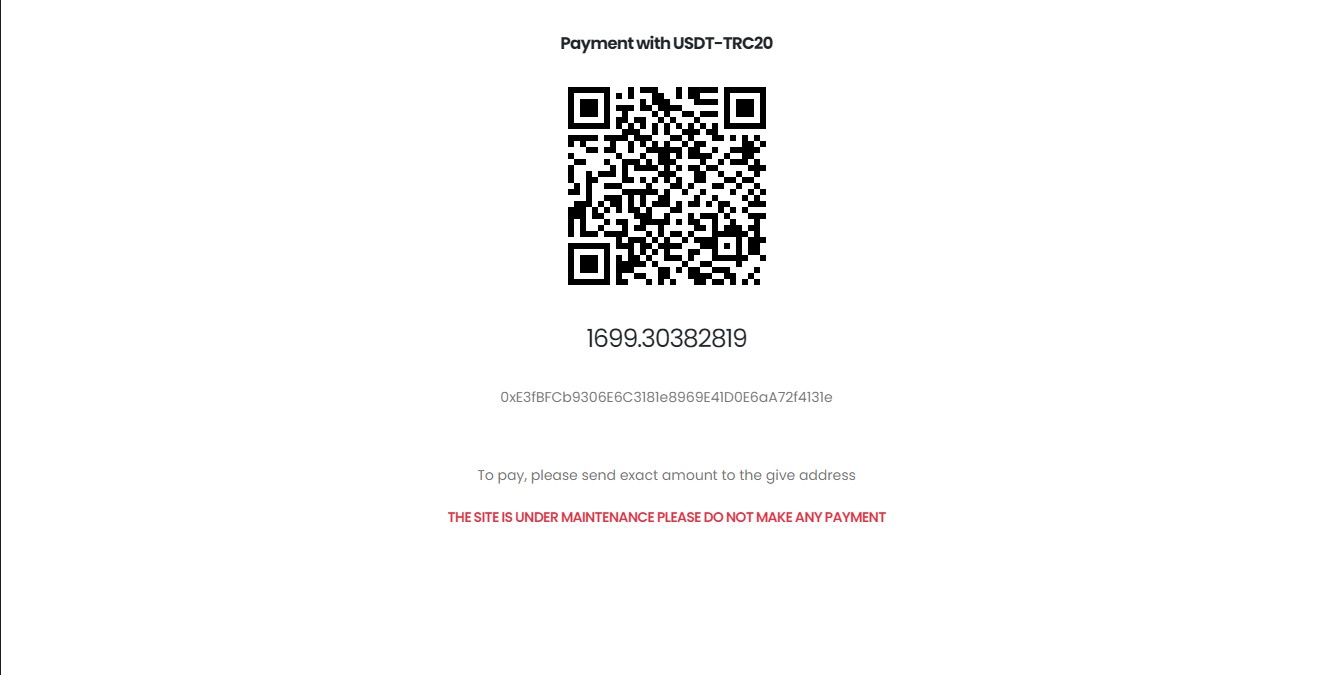 Payment with USDT-TRC20
1699.30382819
0xE3fBFCb9306E6C3181e8969E41D0E6aA72f4131e
To pay, please send exact amount to the give address
THE SITE IS UNDER MAINTENANCE PLEASE DO NOT MAKE ANY PAYMENT